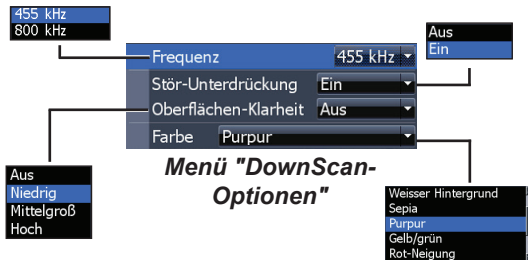 455 kHz
800 kHz
Aus
Ein
Frequenz 455 kHz
Stör-Unterdrückung Ein
Oberflächen-Klarheit Aus
Farbe Purpur
Menü "DownScan-
Optionen"
Aus
Niedrig
Mittelgroß
Hoch
Weisser Hintergrund
Sepia
Purpur
Gelb/grün
Rot-Neigung